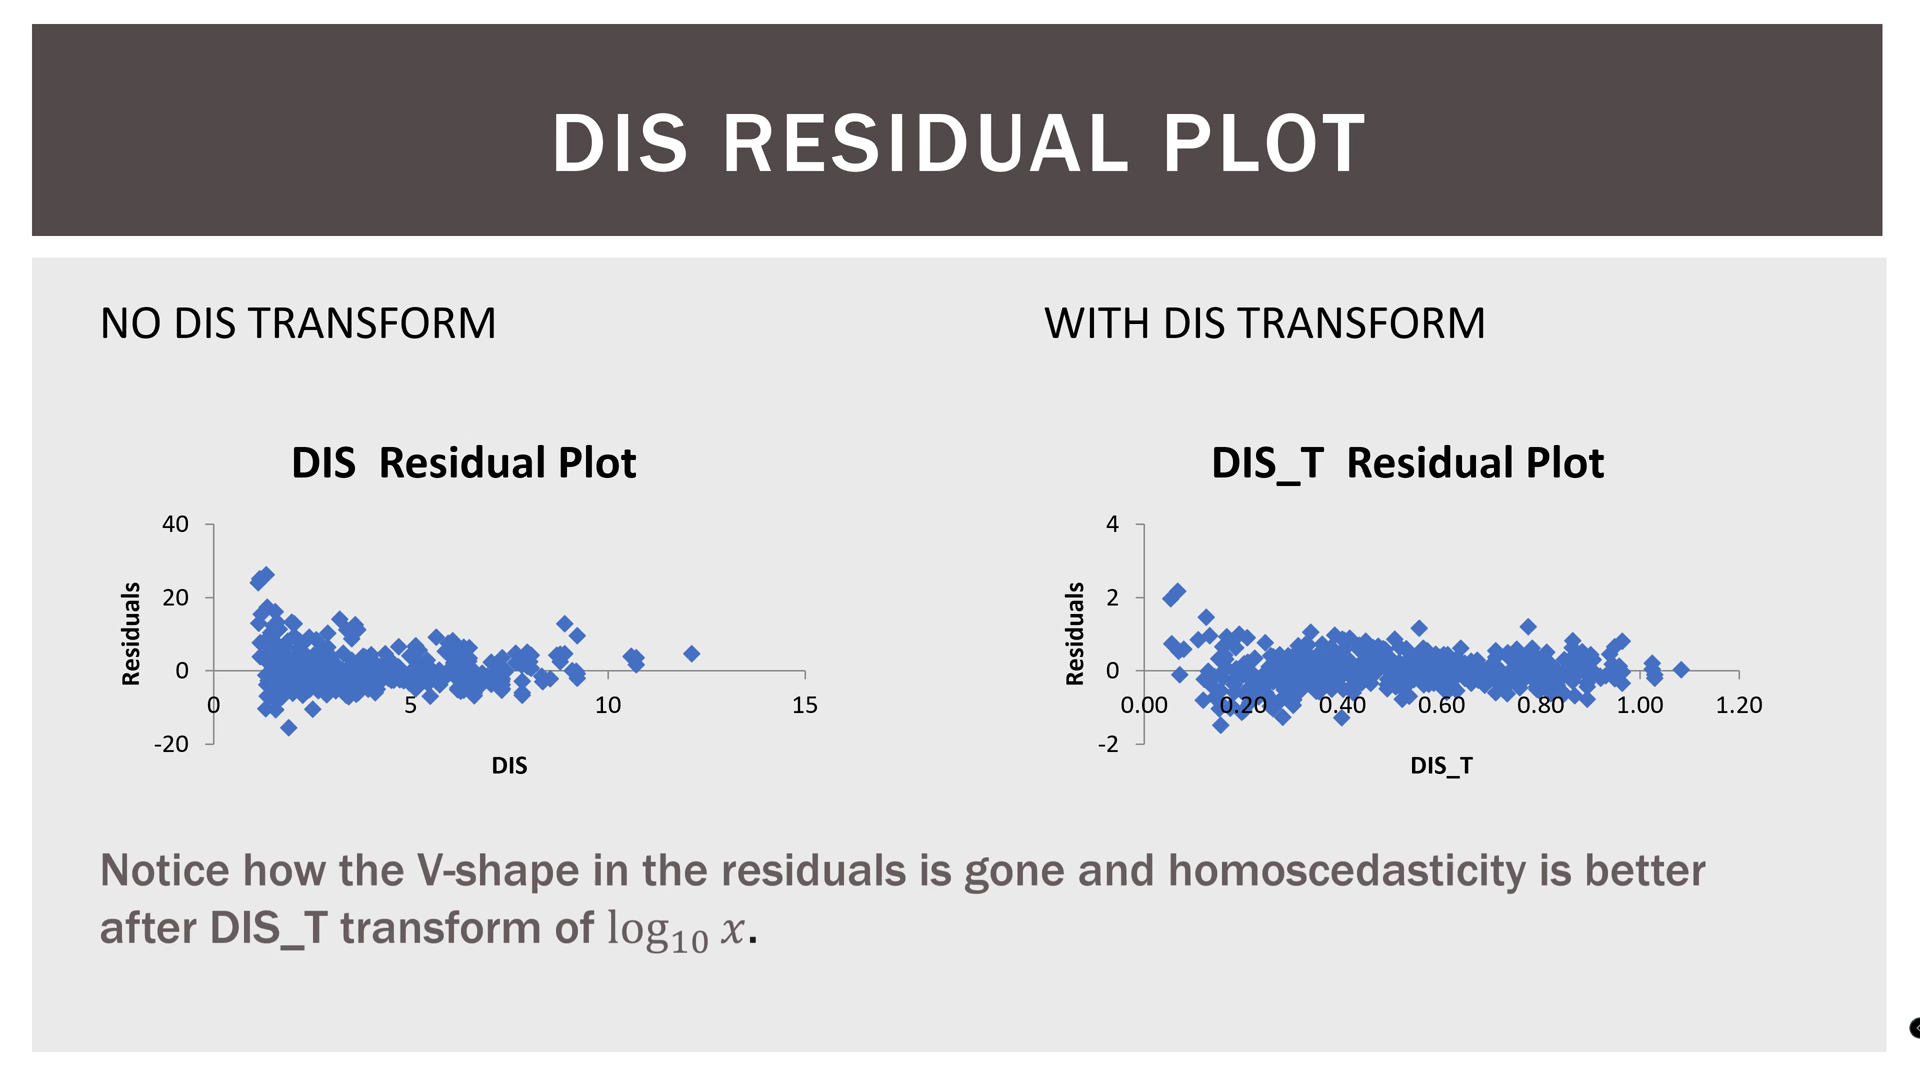 DIS RESIDUAL PLOT
NO DIS TRANSFORM
WITH DIS TRANSFORM
DIS Residual Plot
40
20
0
-20
Residuals
0 5 10 15
DIS
DIS_T Residual Plot
4
2
0
-2
Residuals
0.00 0.20 0.40 0.60 0.80 1.00 1.20
DIS_T
Notice how the V-shape in the residuals is gone and homoscedasticity is better
after DIS_T transform of log₁₀ x.